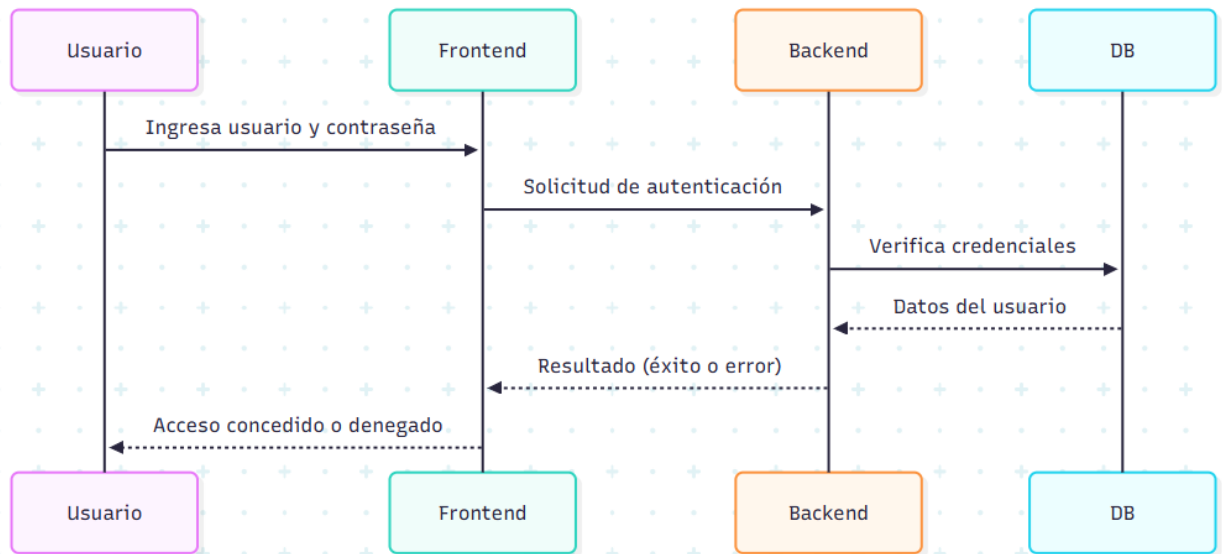 Usuario
Frontend
Backend
DB
Ingresa usuario y contraseña
Solicitud de autenticación
Verifica credenciales
Datos del usuario
Resultado (éxito o error)
Acceso concedido o denegado
Usuario
Frontend
Backend
DB